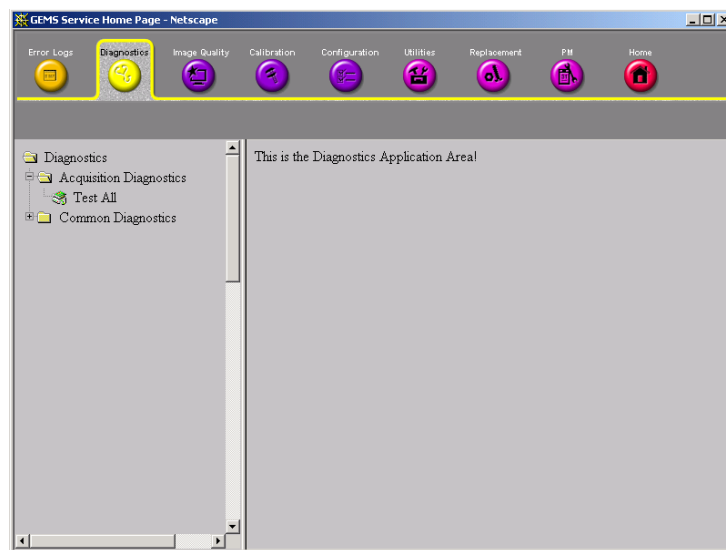 GEMS Service Home Page - Netscape
Error Logs Diagnostics Image Quality Calibration Configuration Utilities Replacement PM Home
Diagnostics
Acquisition Diagnostics
Test All
Common Diagnostics
This is the Diagnostics Application Area!